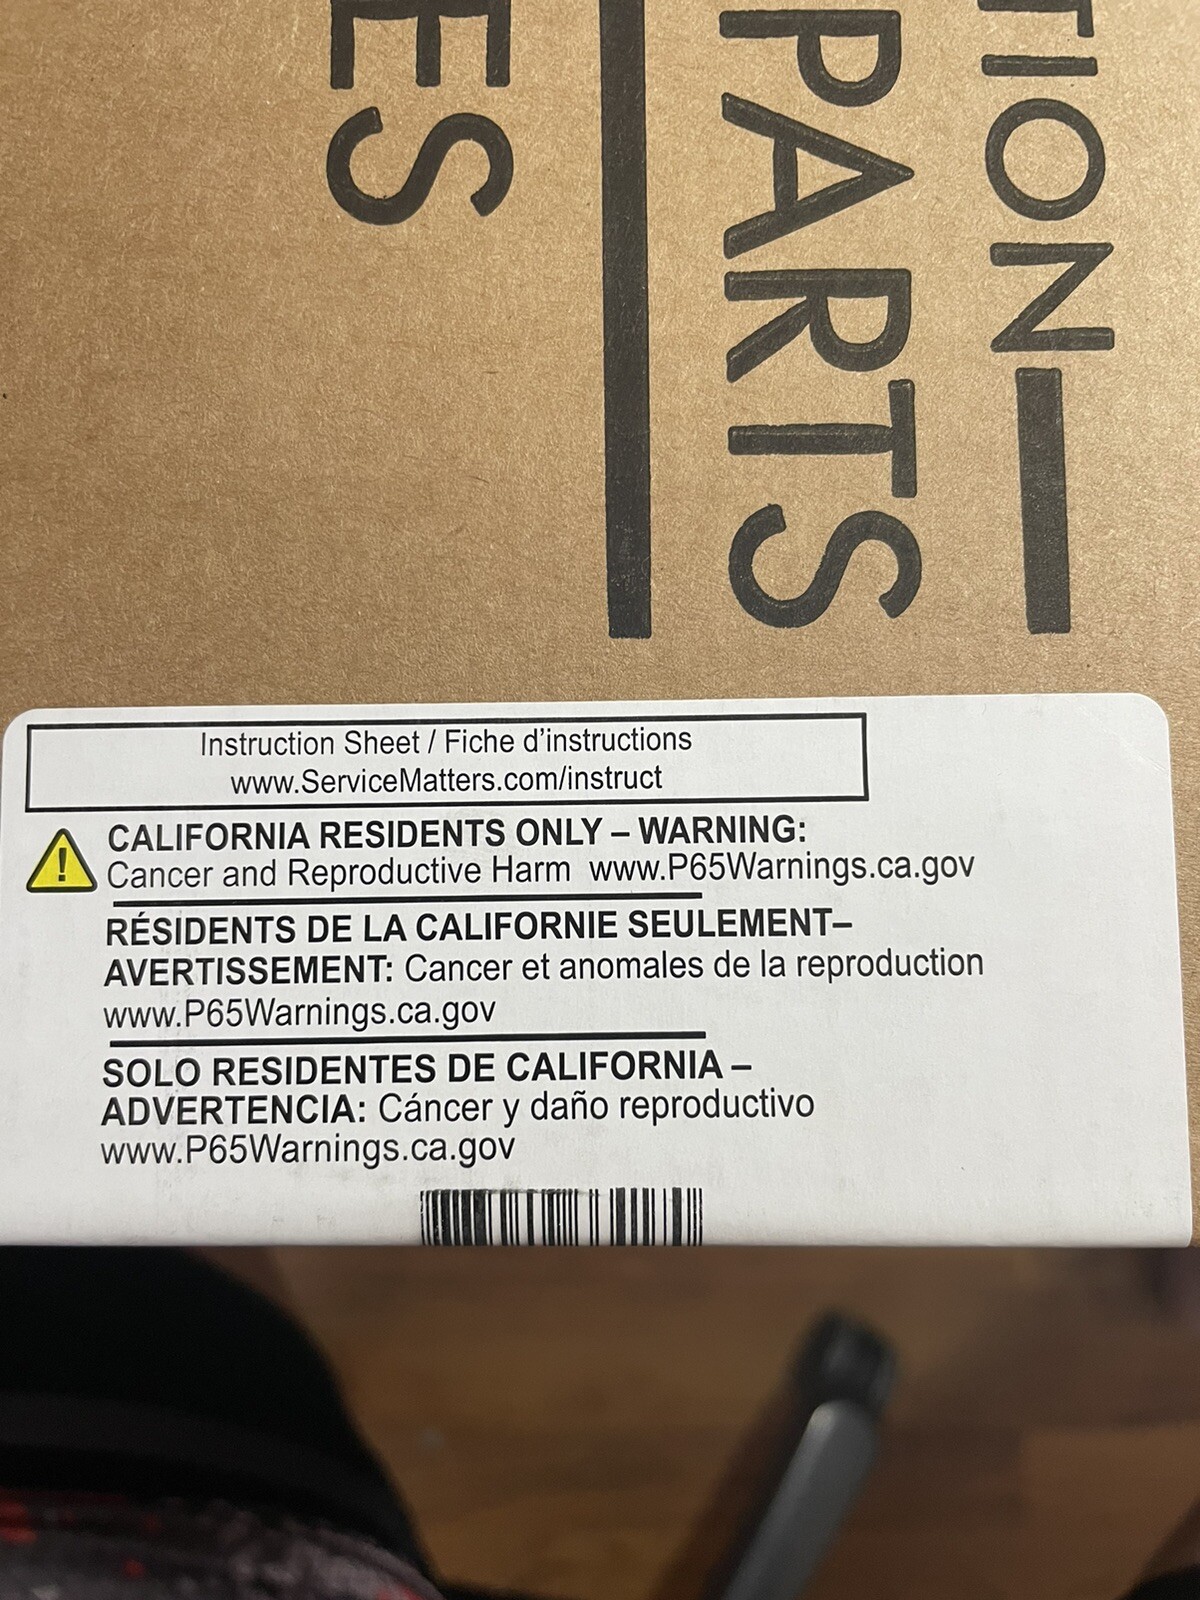 TION
PARTS
ES
Instruction Sheet / Fiche d'instructions
www.ServiceMatters.com/instruct
CALIFORNIA RESIDENTS ONLY – WARNING:
Cancer and Reproductive Harm www.P65Warnings.ca.gov
RÉSIDENTS DE LA CALIFORNIE SEULEMENT–
AVERTISSEMENT: Cancer et anomales de la reproduction
www.P65Warnings.ca.gov
SOLO RESIDENTES DE CALIFORNIA –
ADVERTENCIA: Cáncer y daño reproductivo
www.P65Warnings.ca.gov